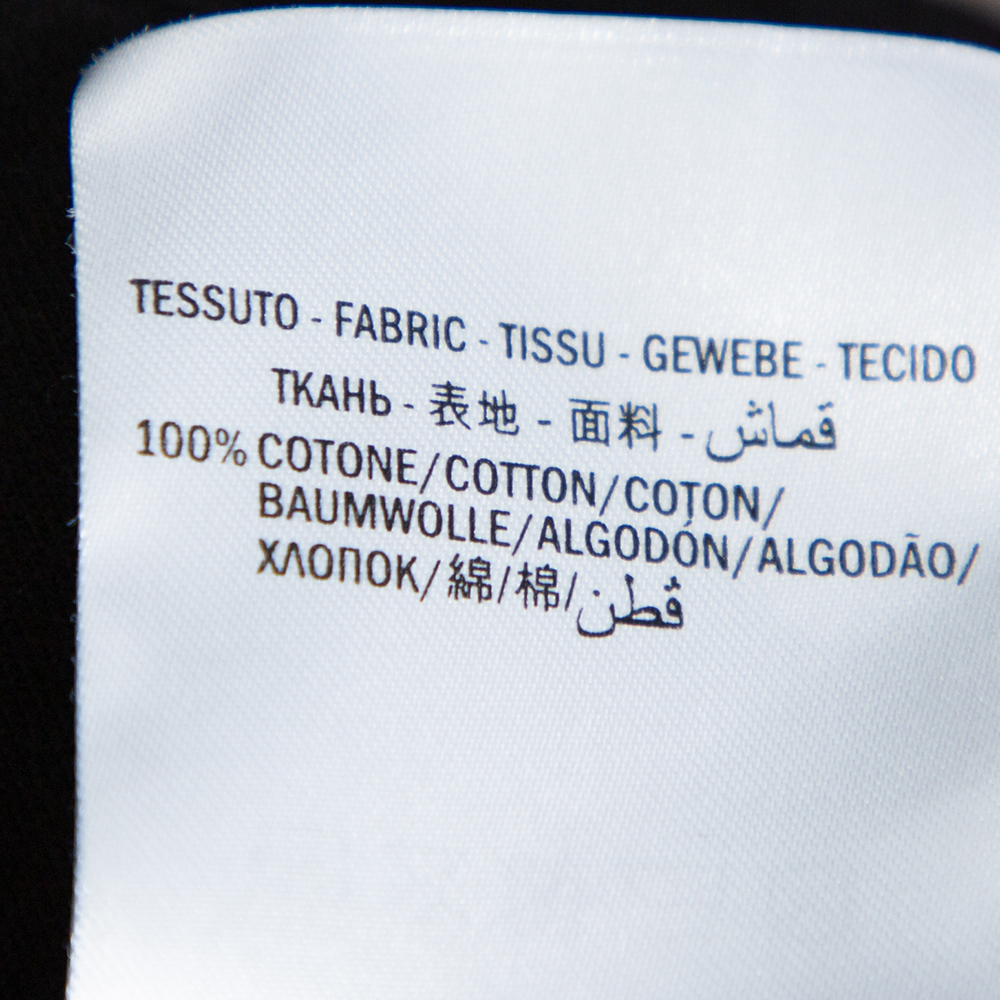 TESSUTO - FABRIC - TISSU - GEWEBE - TECIDO
ТКАНЬ - 表地 - 面料 - قماش
100% COTONE/COTTON/COTON/
BAUMWOLLE/ALGODÓN/ALGODÃO/
ХЛОПОК/綿/棉/قطن